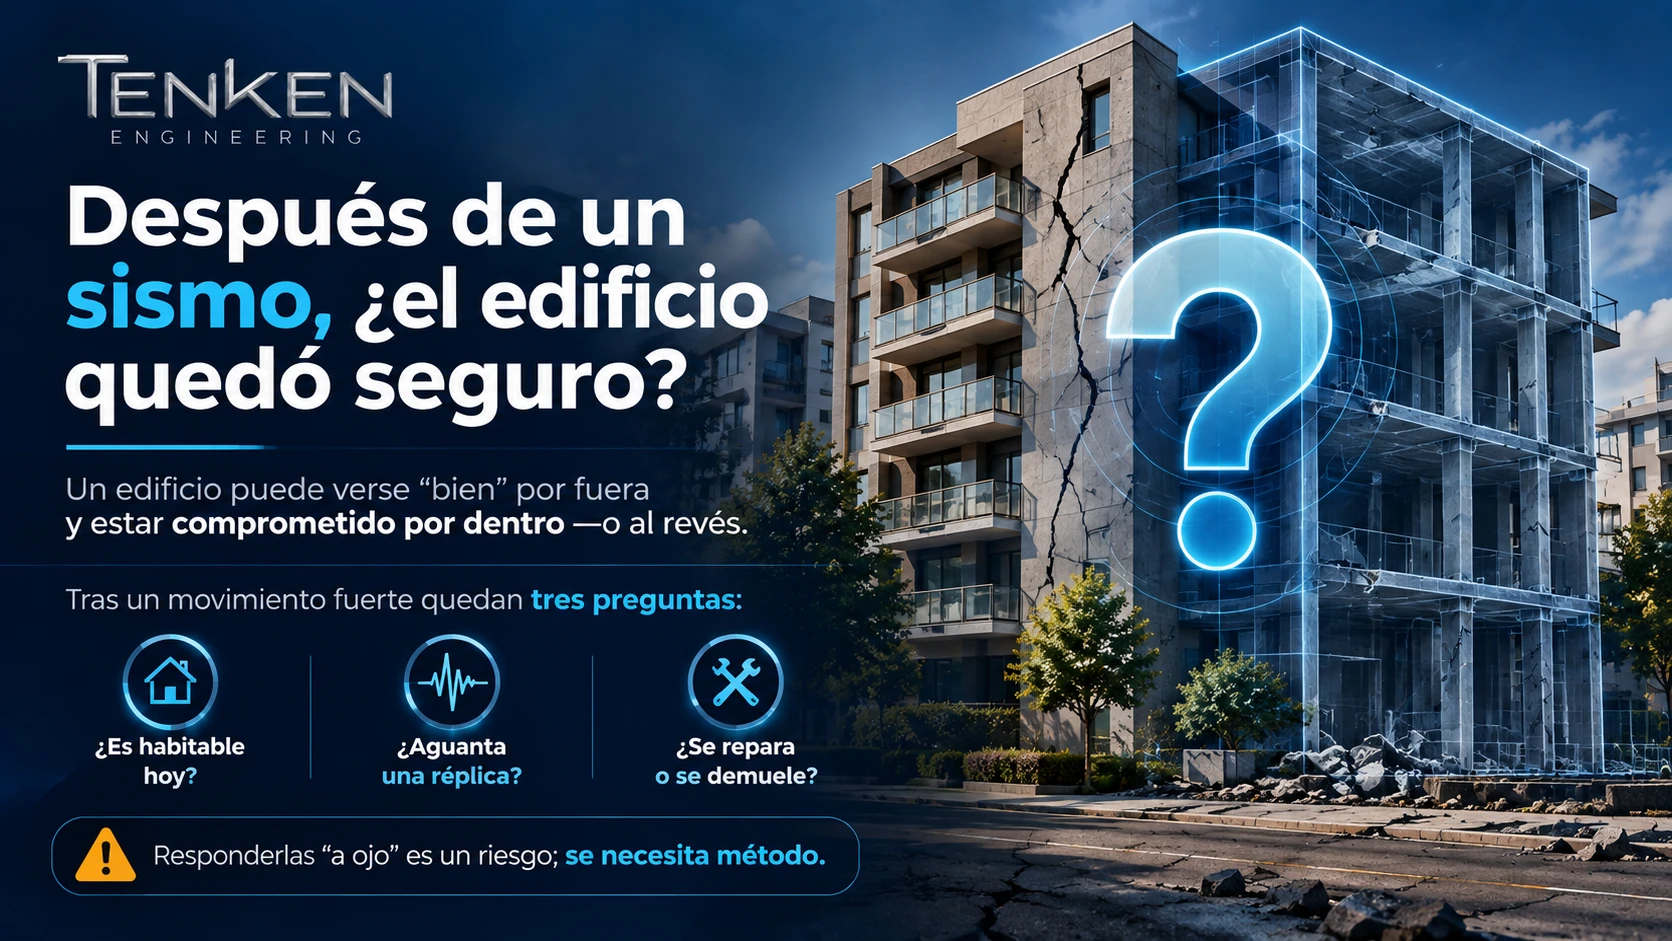 TENKEN
ENGINEERING
Después de un
sismo, ¿el edificio
quedó seguro?
Un edificio puede verse “bien” por fuera
y estar comprometido por dentro —o al revés.
Tras un movimiento fuerte quedan tres preguntas:
¿Es habitable
hoy?
¿Aguanta
una réplica?
¿Se repara
o se demuele?
Responderlas “a ojo” es un riesgo; se necesita método.